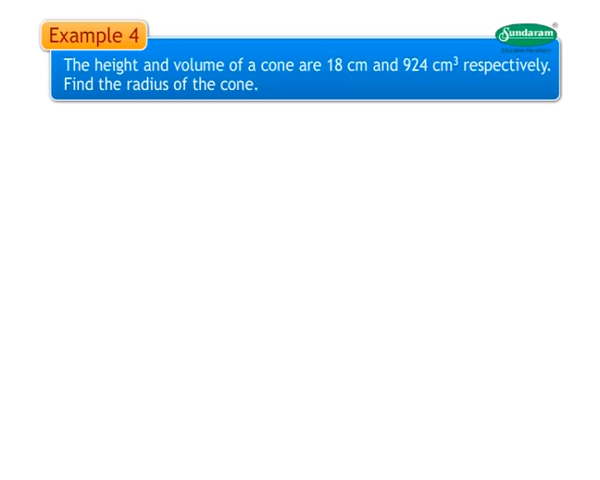 Example 4
Sundaram
®
The height and volume of a cone are 18 cm and 924 cm³ respectively.
Find the radius of the cone.